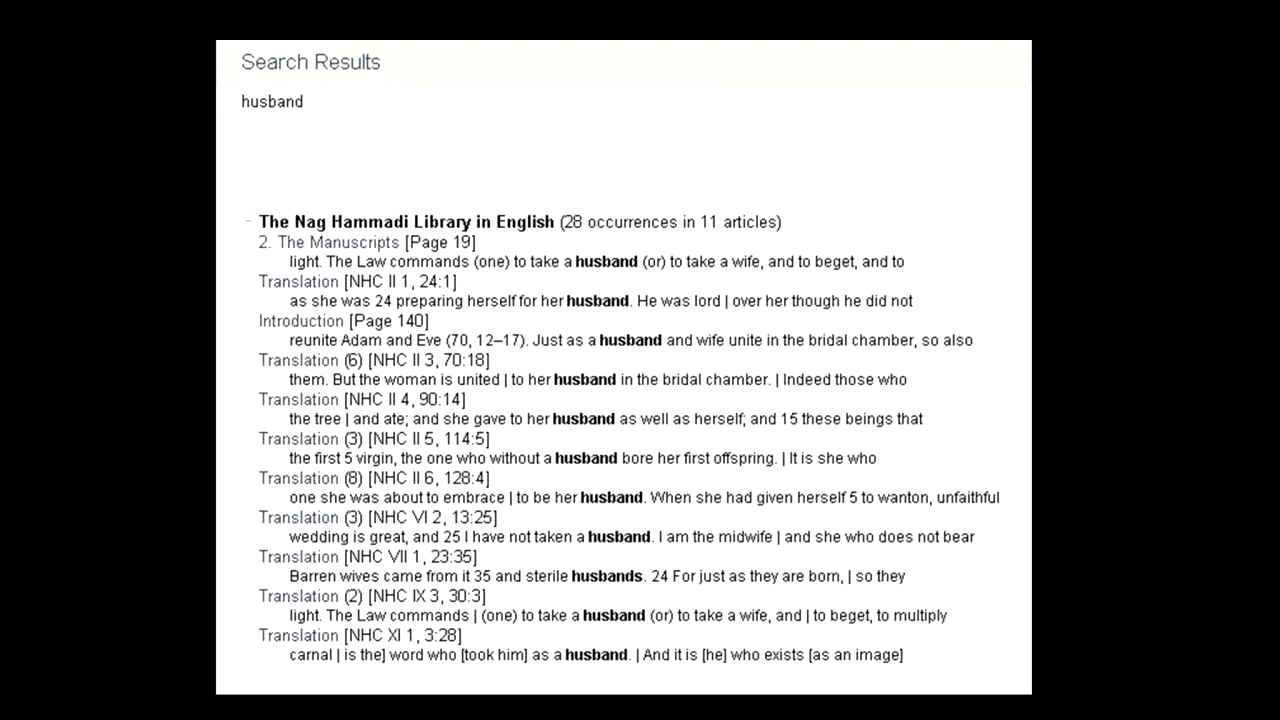 Search Results
husband
The Nag Hammadi Library in English (28 occurrences in 11 articles)
2. The Manuscripts [Page 19]
light. The Law commands (one) to take a husband (or) to take a wife, and to beget, and to
Translation [NHC II 1, 24:1]
as she was 24 preparing herself for her husband. He was lord | over her though he did not
Introduction [Page 140]
reunite Adam and Eve (70, 12–17). Just as a husband and wife unite in the bridal chamber, so also
Translation (6) [NHC II 3, 70:18]
them. But the woman is united | to her husband in the bridal chamber. | Indeed those who
Translation [NHC II 4, 90:14]
the tree | and ate; and she gave to her husband as well as herself; and 15 these beings that
Translation (3) [NHC II 5, 114:5]
the first 5 virgin, the one who without a husband bore her first offspring. | It is she who
Translation (8) [NHC II 6, 128:4]
one she was about to embrace | to be her husband. When she had given herself 5 to wanton, unfaithful
Translation (3) [NHC VI 2, 13:25]
wedding is great, and 25 I have not taken a husband. I am the midwife | and she who does not bear
Translation [NHC VII 1, 23:35]
Barren wives came from it 35 and sterile husbands. 24 For just as they are born, | so they
Translation (2) [NHC IX 3, 30:3]
light. The Law commands | (one) to take a husband (or) to take a wife, and | to beget, to multiply
Translation [NHC XI 1, 3:28]
carnal | is the] word who [took him] as a husband. | And it is [he] who exists [as an image]